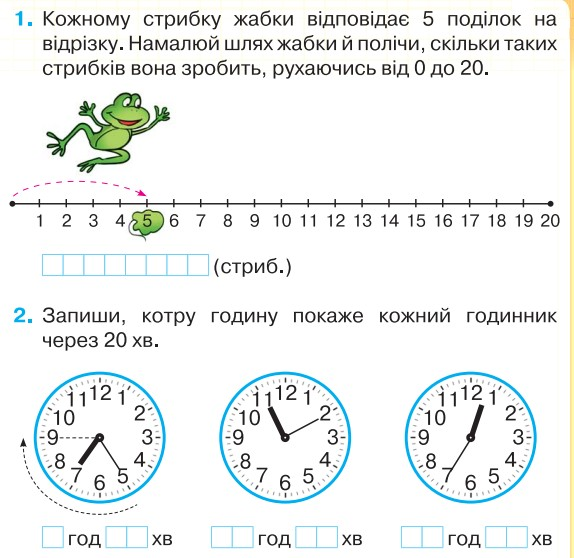 1. Кожному стрибку жабки відповідає 5 поділок на
відрізку. Намалюй шлях жабки й полічи, скільки таких
стрибків вона зробить, рухаючись від 0 до 20.
1 2 3 4 5 6 7 8 9 10 11 12 13 14 15 16 17 18 19 20
(стриб.)
2. Запиши, котру годину покаже кожний годинник
через 20 хв.
12 1 2 3 4 5 6 7 8 9 10 11
12 1 2 3 4 5 6 7 8 9 10 11
12 1 2 3 4 5 6 7 8 9 10 11
год хв год хв год хв